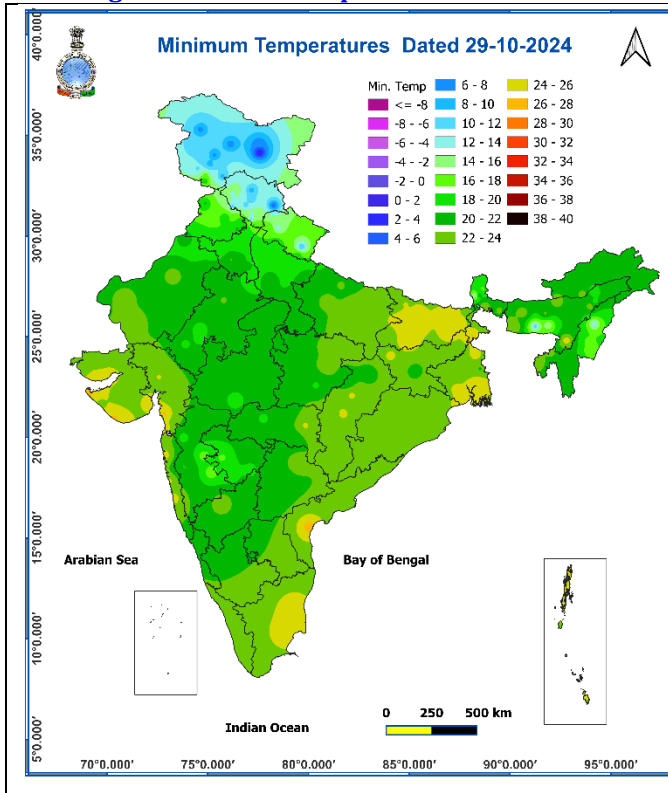 Minimum Temperatures Dated 29-10-2024
Min. Temp
<= -8
-8 - -6
-6 - -4
-4 - -2
-2 - 0
0 - 2
2 - 4
4 - 6
6 - 8
8 - 10
10 - 12
12 - 14
14 - 16
16 - 18
18 - 20
20 - 22
22 - 24
24 - 26
26 - 28
28 - 30
30 - 32
32 - 34
34 - 36
36 - 38
38 - 40
40°0.000'
35°0.000'
30°0.000'
25°0.000'
20°0.000'
15°0.000'
10°0.000'
5°0.000'
Arabian Sea
Bay of Bengal
Indian Ocean
0 250 500 km
70°0.000' 75°0.000' 80°0.000' 85°0.000' 90°0.000' 95°0.000'